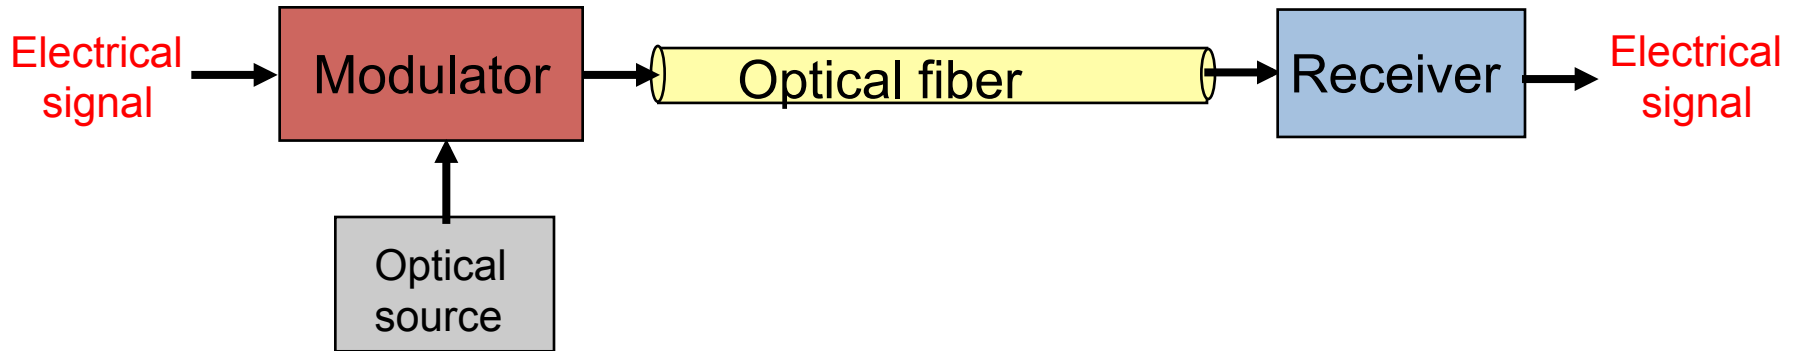 Electrical
signal
Modulator
Optical fiber
Receiver
Electrical
signal
Optical
source